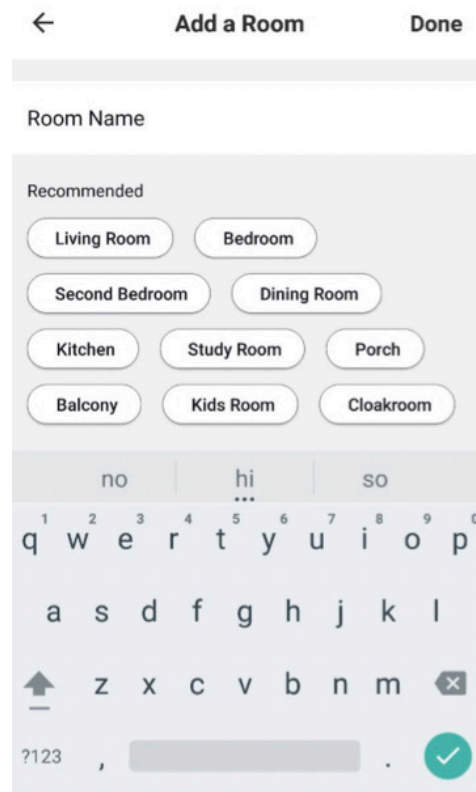 Add a Room Done
Room Name
Recommended
Living Room Bedroom
Second Bedroom Dining Room
Kitchen Study Room Porch
Balcony Kids Room Cloakroom
no hi so
1 2 3 4 5 6 7 8 9 0
q w e r t y u i o p
a s d f g h j k l
z x c v b n m
?123 , .